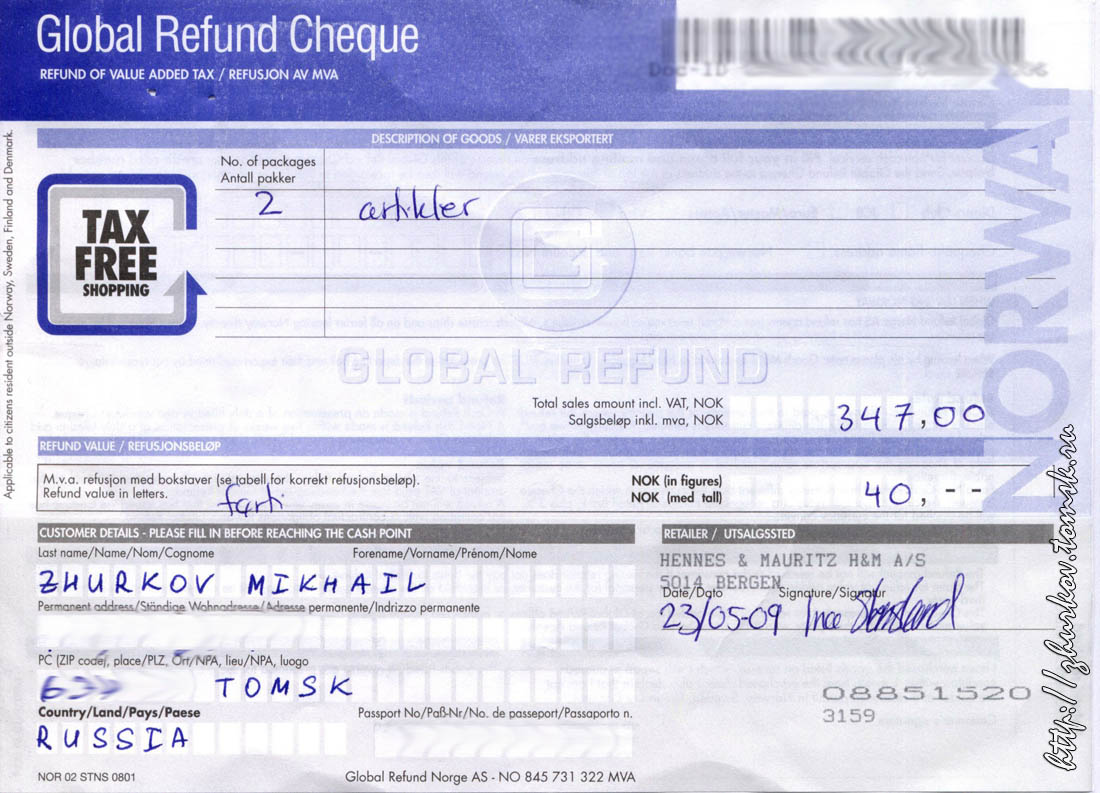 Global Refund Cheque
REFUND OF VALUE ADDED TAX / REFUSJON AV MVA
Doc-ID
DESCRIPTION OF GOODS / VARER EKSPORTERT
No. of packages
Antall pakker
2 artikler
TAX
FREE
SHOPPING
Applicable to citizens resident outside Norway, Sweden, Finland and Denmark.
NORWAY
GLOBAL REFUND
Total sales amount incl. VAT, NOK
Salgsbeløp inkl. mva, NOK
347,00
REFUND VALUE / REFUSJONSBELØP
M.v.a. refusjon med bokstaver (se tabell for korrekt refusjonsbeløp).
Refund value in letters.
førti
NOK (in figures)
NOK (med tall)
40,--
CUSTOMER DETAILS - PLEASE FILL IN BEFORE REACHING THE CASH POINT
Last name/Name/Nom/Cognome Forename/Vorname/Prénom/Nome
ZHURKOV MIKHAIL
Permanent address/Ständige Wohnadresse/Adresse permanente/Indirizzo permanente
PC (ZIP code), place/PLZ, Ort/NPA, lieu/NPA, luogo
TOMSK
Country/Land/Pays/Paese Passport No/Paß-Nr/No. de passeport/Passaporto n.
RUSSIA
RETAILER / UTSALGSSTED
HENNES & MAURITZ H&M A/S
5014 BERGEN
Date/Dato Signature/Signatur
23/05-09
08851520
3159
NOR 02 STNS 0801
Global Refund Norge AS - NO 845 731 322 MVA
http://zhurkov.tomsk.ru